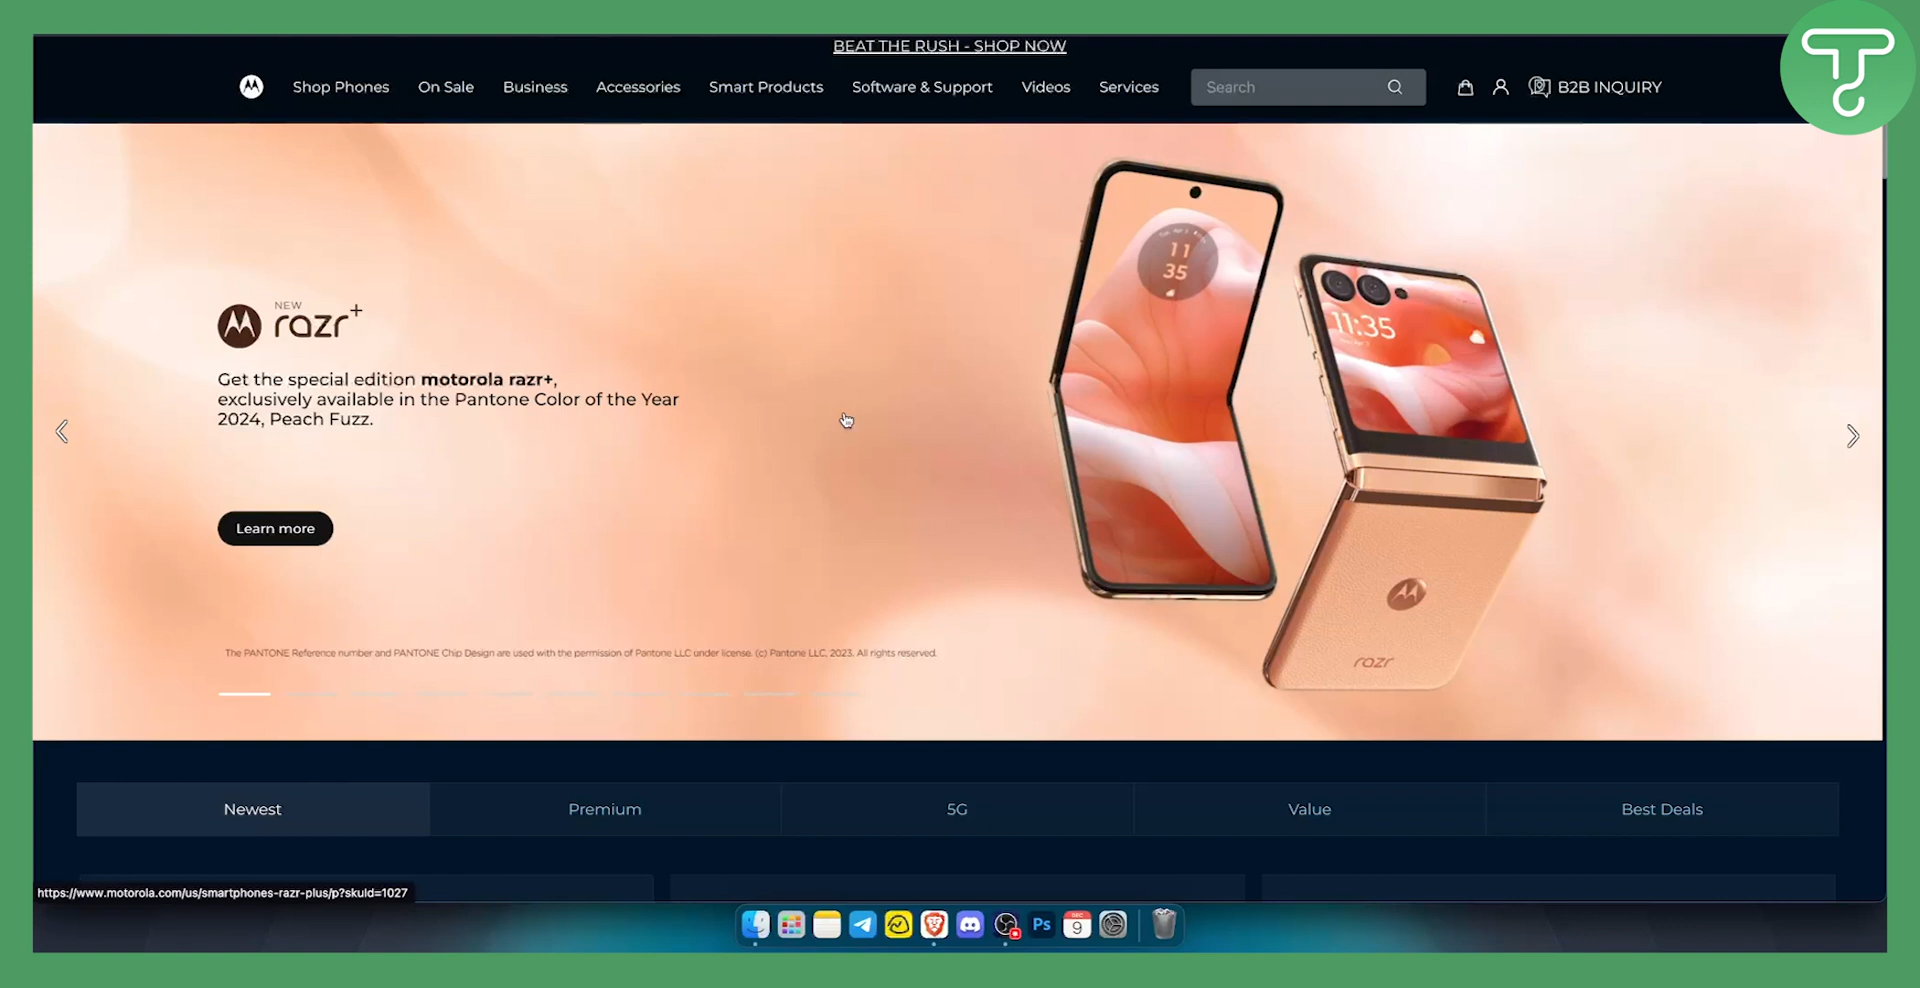 BEAT THE RUSH - SHOP NOW
Shop Phones On Sale Business Accessories Smart Products Software & Support Videos Services Search B2B INQUIRY
11
35
11:35
NEW
razr+
Get the special edition motorola razr+,
exclusively available in the Pantone Color of the Year
2024, Peach Fuzz.
Learn more
razr
The PANTONE Reference number and PANTONE Chip Design are used with the permission of Pantone LLC under license. (c) Pantone LLC, 2023. All rights reserved.
Newest Premium 5G Value Best Deals
https://www.motorola.com/us/smartphones-razr-plus/p?skuId=1027
Ps
DEC
9